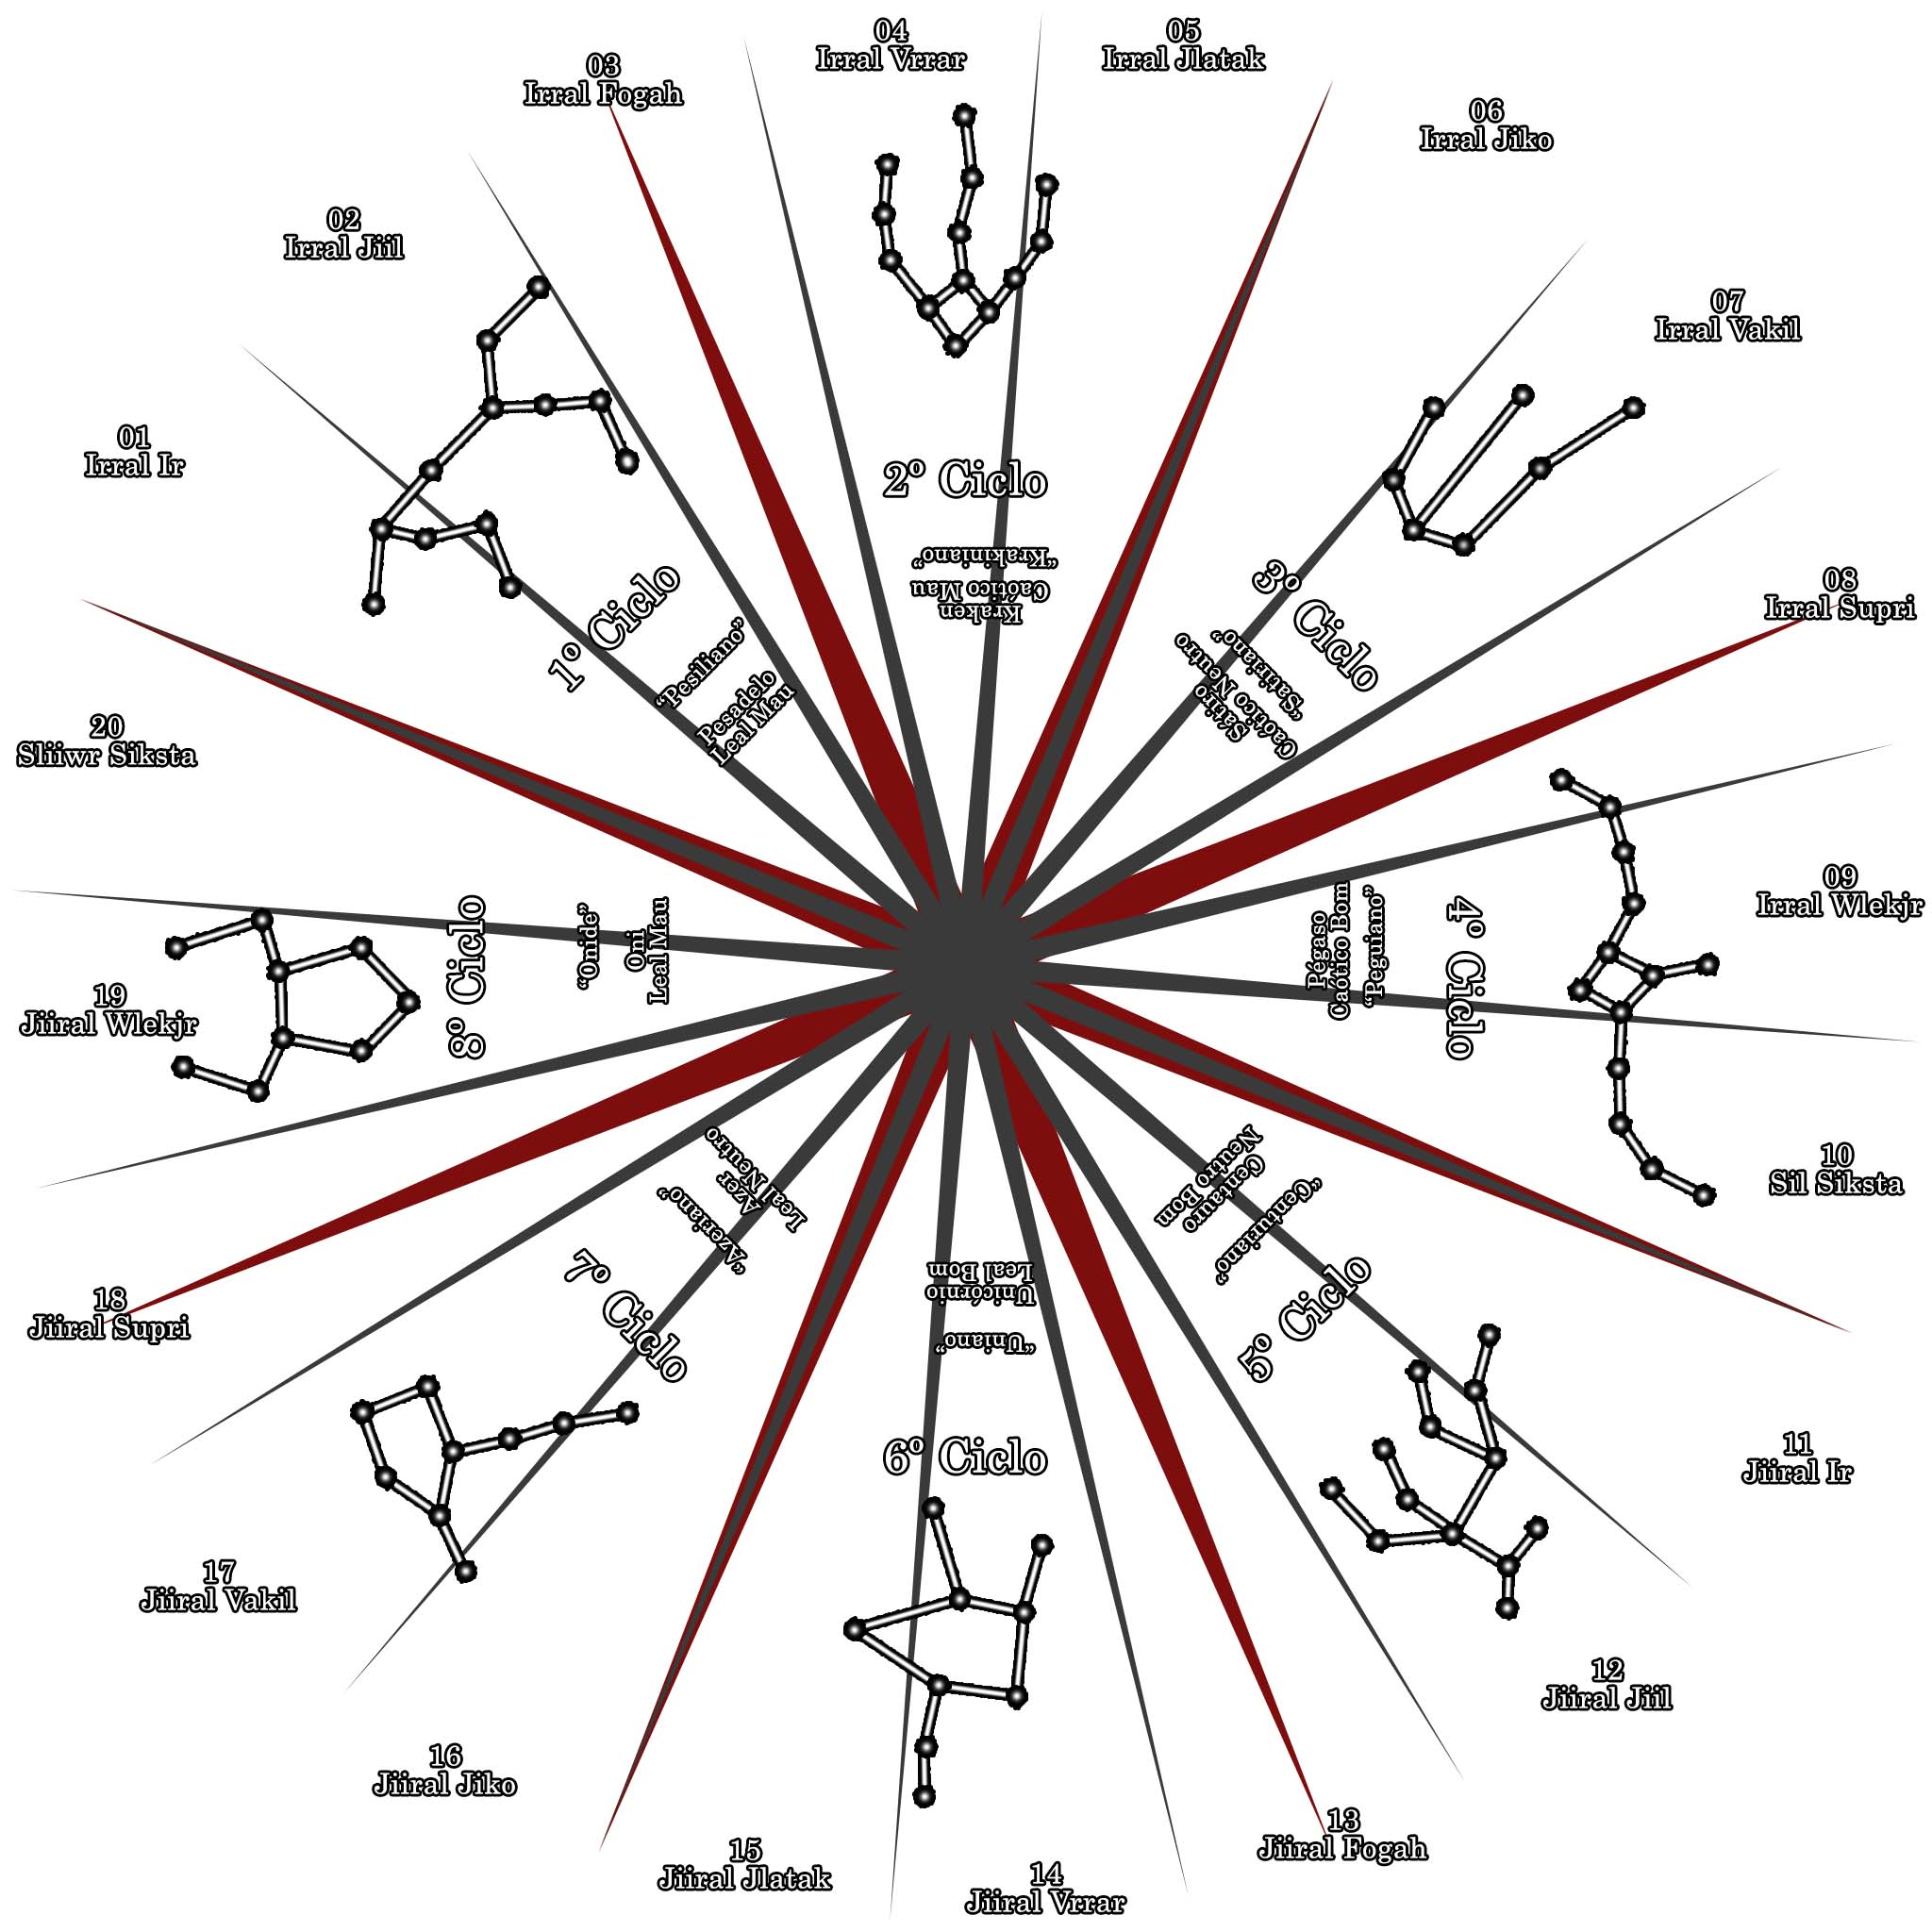 01
Irral Ir
02
Irral Jiil
03
Irral Fogah
04
Irral Vrrar
05
Irral Jlatak
06
Irral Jiko
07
Irral Vakil
08
Irral Supri
09
Irral Wlekjr
10
Sil Siksta
11
Jiiral Ir
12
Jiiral Jiil
13
Jiiral Fogah
14
Jiiral Vrrar
15
Jiiral Jlatak
16
Jiiral Jiko
17
Jiiral Vakil
18
Jiiral Supri
19
Jiiral Wlekjr
20
Sliiwr Siksta
1º Ciclo
“Pesiliano”
Pesadelo
Leal Mau
2º Ciclo
Kraken
Caótico Mau
“Krakiniano”
3º Ciclo
Sátiro
Caótico Neutro
“Satirian
o”
4º Ciclo
Pégaso
Caótico Bom
“Peguiano”
5º Ciclo
Centauro
Neutro Bom
“Centuriano”
6º Ciclo
Unicórnio
Leal Bom
“Uniano”
7º Ciclo
Azer
Leal Neutro
“Azeriano”
8º Ciclo
“Onide”
Oni
Leal Mau